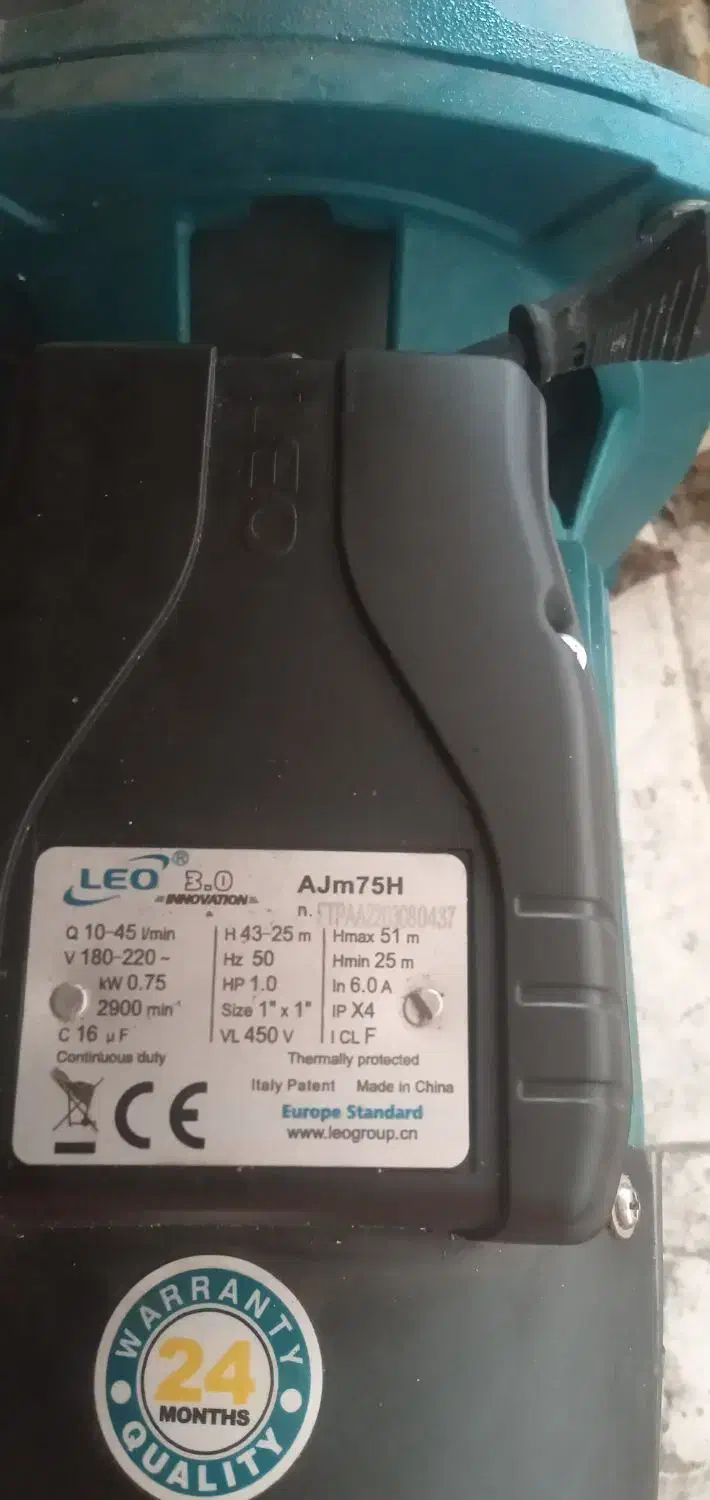 LEO
LEO® 3.0 INNOVATION AJm75H
n. FTPAAZ203080437
Q 10-45 l/min H 43-25 m Hmax 51 m
V 180-220 ~ Hz 50 Hmin 25 m
kW 0.75 HP 1.0 In 6.0 A
2900 min⁻¹ Size 1" x 1" IP X4
C 16 μF VL 450 V I CL F
Continuous duty Thermally protected
Italy Patent Made in China
CE Europe Standard
www.leogroup.cn
WARRANTY
24
MONTHS
QUALITY